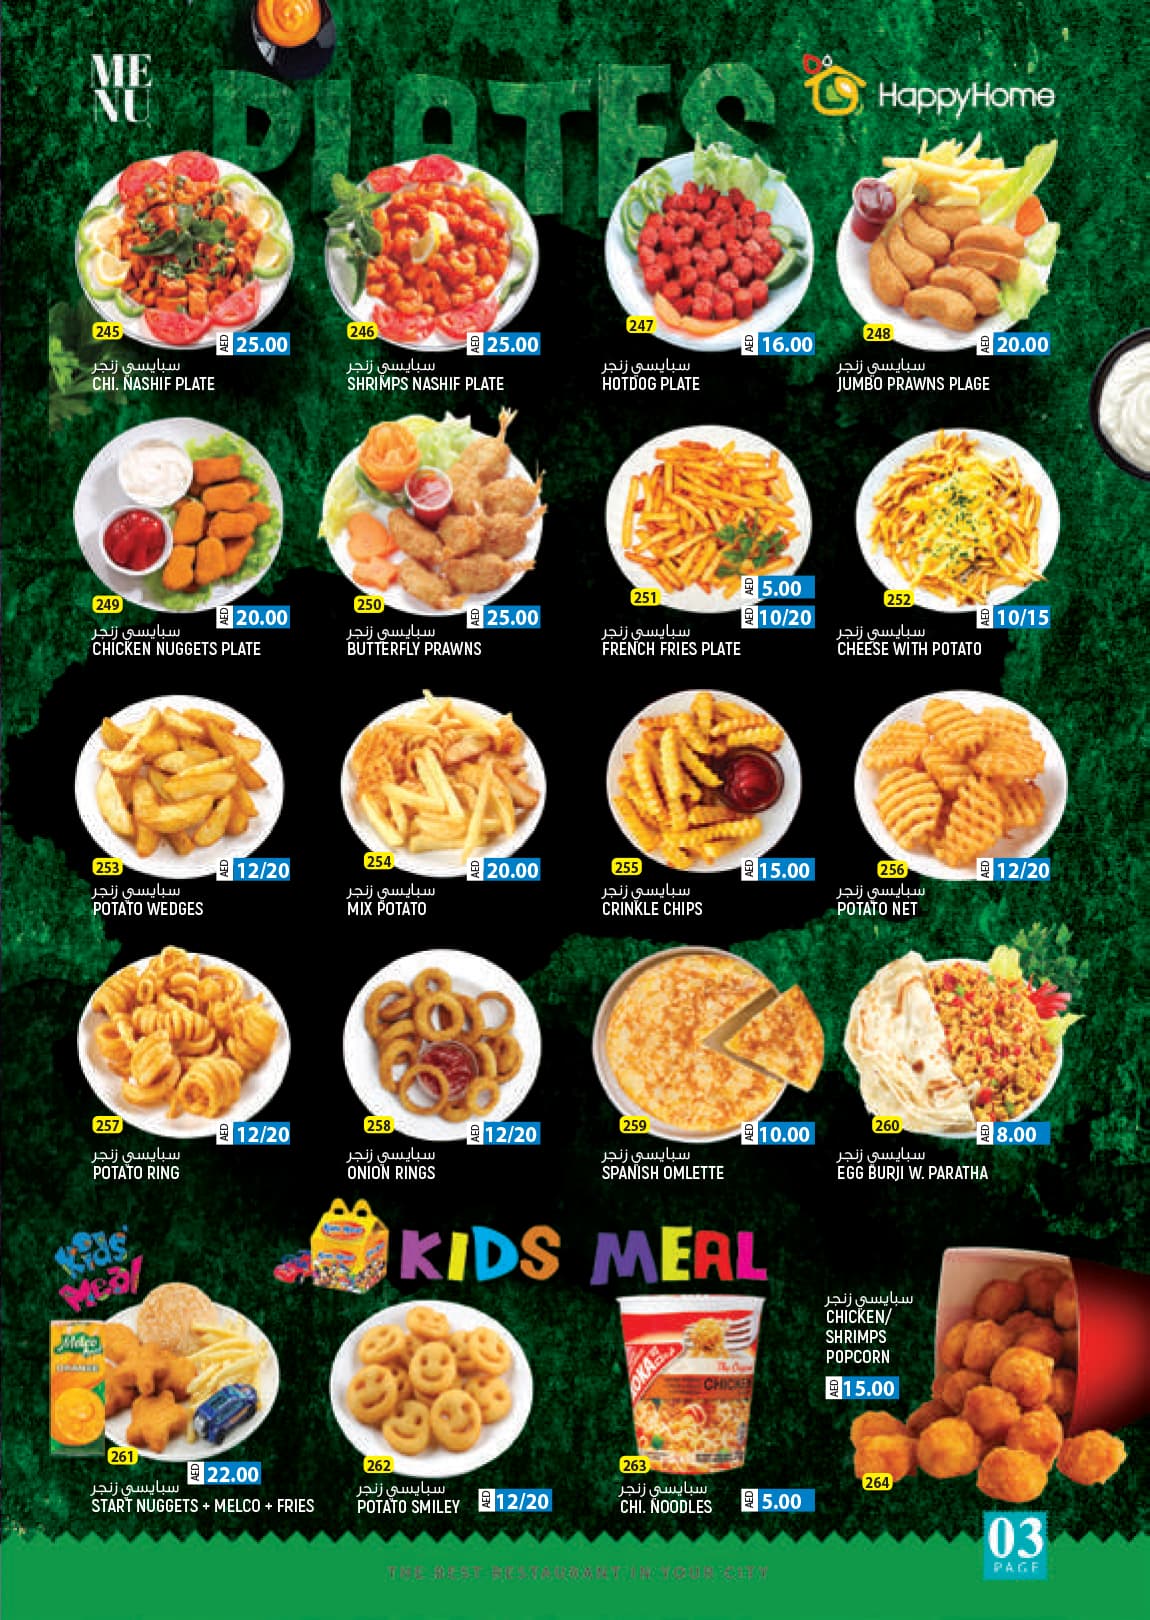 ME
NU
PLATES
HappyHome
245
AED 25.00
سبايسي زنجر
CHI. NASHIF PLATE
246
AED 25.00
سبايسي زنجر
SHRIMPS NASHIF PLATE
247
AED 16.00
سبايسي زنجر
HOTDOG PLATE
248
AED 20.00
سبايسي زنجر
JUMBO PRAWNS PLAGE
249
AED 20.00
سبايسي زنجر
CHICKEN NUGGETS PLATE
250
AED 25.00
سبايسي زنجر
BUTTERFLY PRAWNS
251
AED 5.00
AED 10/20
سبايسي زنجر
FRENCH FRIES PLATE
252
AED 10/15
سبايسي زنجر
CHEESE WITH POTATO
253
AED 12/20
سبايسي زنجر
POTATO WEDGES
254
AED 20.00
سبايسي زنجر
MIX POTATO
255
AED 15.00
سبايسي زنجر
CRINKLE CHIPS
256
AED 12/20
سبايسي زنجر
POTATO NET
257
AED 12/20
سبايسي زنجر
POTATO RING
258
AED 12/20
سبايسي زنجر
ONION RINGS
259
AED 10.00
سبايسي زنجر
SPANISH OMLETTE
260
AED 8.00
سبايسي زنجر
EGG BURJI W. PARATHA
KIDS MEAL
Kids
Meal
Melco
ORANGE
261
AED 22.00
سبايسي زنجر
START NUGGETS + MELCO + FRIES
262
سبايسي زنجر
POTATO SMILEY
AED 12/20
KOKA
CHICKEN
263
سبايسي زنجر
CHI. NOODLES
AED 5.00
سبايسي زنجر
CHICKEN/
SHRIMPS
POPCORN
AED 15.00
264
03
PAGE
THE BEST RESTAURANT IN YOUR CITY